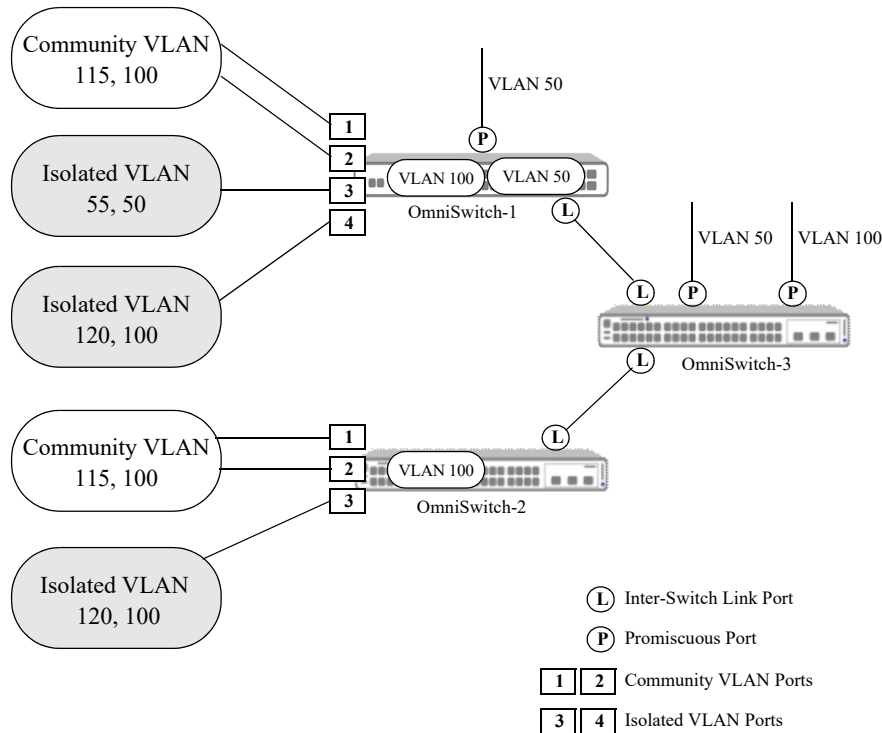 Community VLAN
115, 100
VLAN 50
1
P
2
Isolated VLAN
55, 50
3
VLAN 100
VLAN 50
4
OmniSwitch-1
L
VLAN 50
VLAN 100
Isolated VLAN
120, 100
L
P
P
L
OmniSwitch-3
Community VLAN
115, 100
1
L
2
VLAN 100
3
OmniSwitch-2
Isolated VLAN
120, 100
L Inter-Switch Link Port
P Promiscuous Port
1 2 Community VLAN Ports
3 4 Isolated VLAN Ports